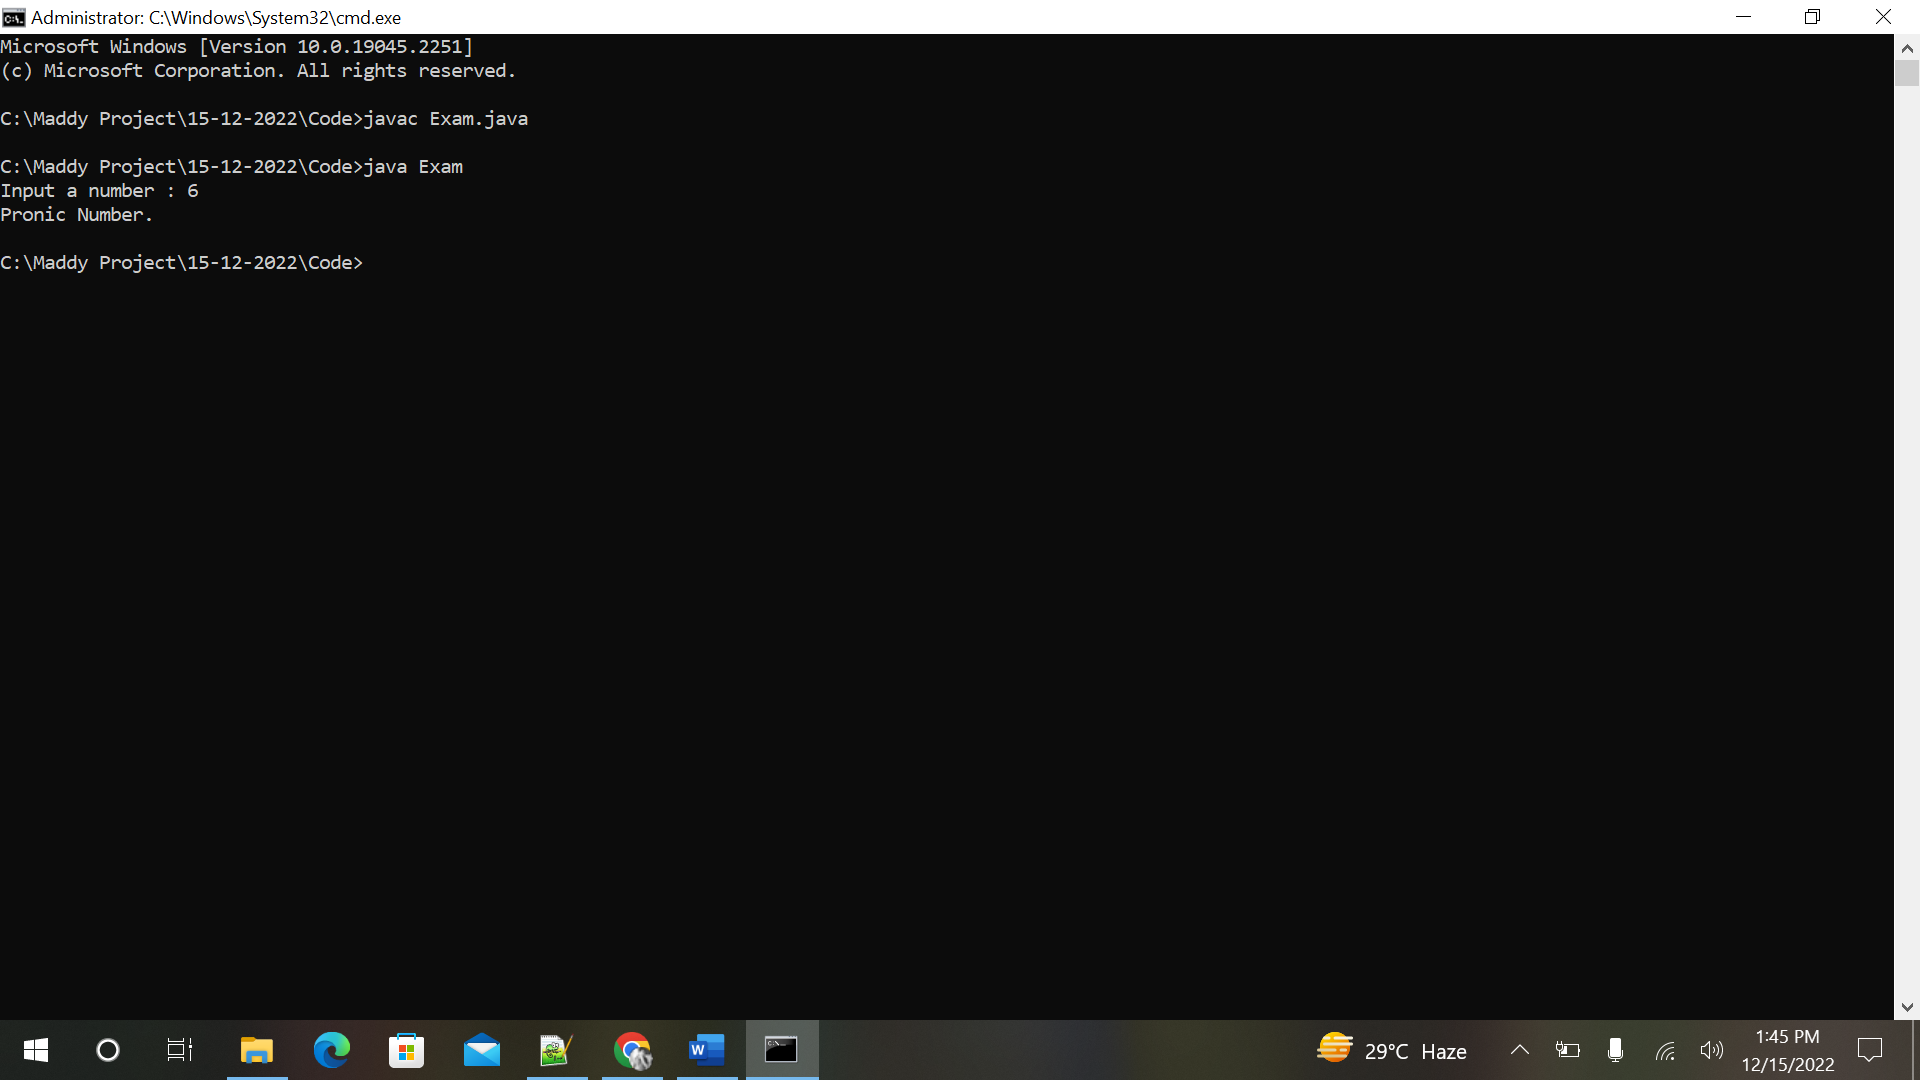 Administrator: C:\Windows\System32\cmd.exe
Microsoft Windows [Version 10.0.19045.2251]
(c) Microsoft Corporation. All rights reserved.
C:\Maddy Project\15-12-2022\Code>javac Exam.java
C:\Maddy Project\15-12-2022\Code>java Exam
Input a number : 6
Pronic Number.
C:\Maddy Project\15-12-2022\Code>
29°C Haze
1:45 PM
12/15/2022